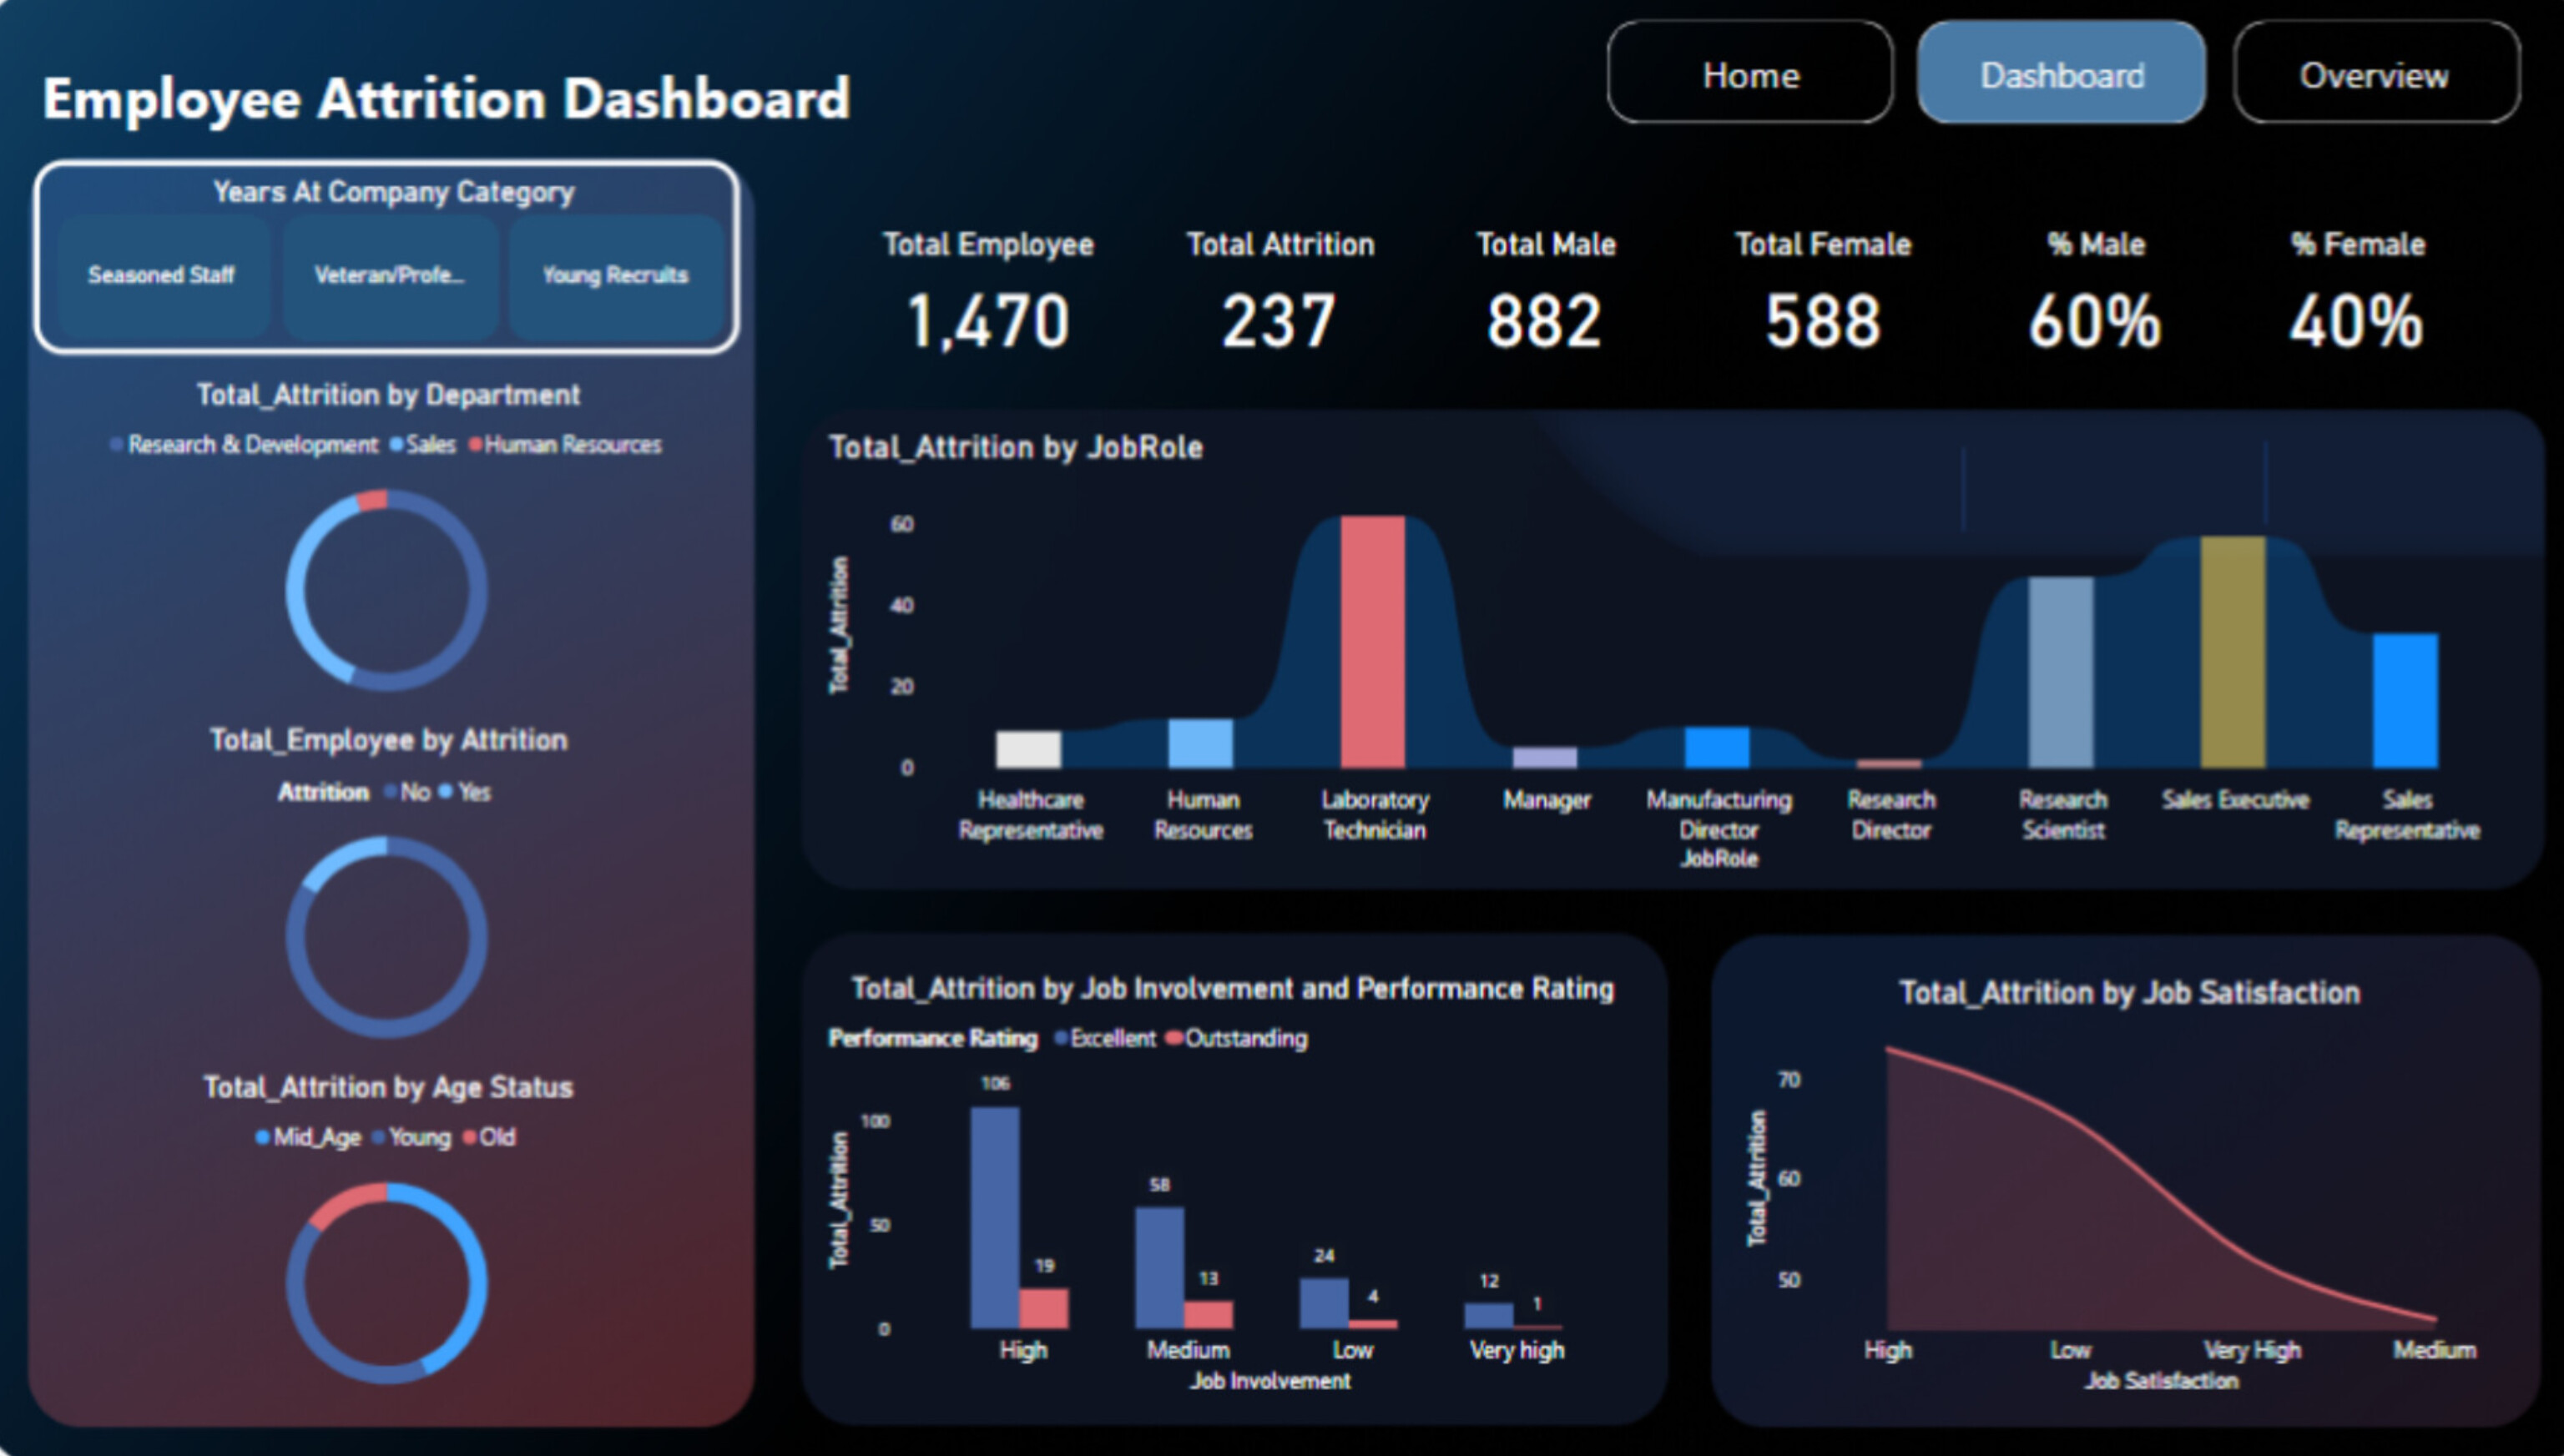 Home
Dashboard
Overview
Employee Attrition Dashboard
Years At Company Category
Seasoned Staff
Veteran/Profe...
Young Recruits
Total Employee
Total Attrition
Total Male
Total Female
% Male
% Female
1,470
237
882
588
60%
40%
Total_Attrition by Department
Research & Development Sales Human Resources
Total_Employee by Attrition
Attrition No Yes
Total_Attrition by Age Status
Mid_Age Young Old
Total_Attrition by JobRole
Total_Attrition
60
40
20
0
Healthcare
Representative
Human
Resources
Laboratory
Technician
Manager
Manufacturing
Director
Research
Director
Research
Scientist
Sales Executive
Sales
Representative
JobRole
Total_Attrition by Job Involvement and Performance Rating
Performance Rating Excellent Outstanding
Total_Attrition
100
50
0
106
19
58
13
24
4
12
1
High
Medium
Low
Very high
Job Involvement
Total_Attrition by Job Satisfaction
Total_Attrition
70
60
50
High
Low
Very High
Medium
Job Satisfaction